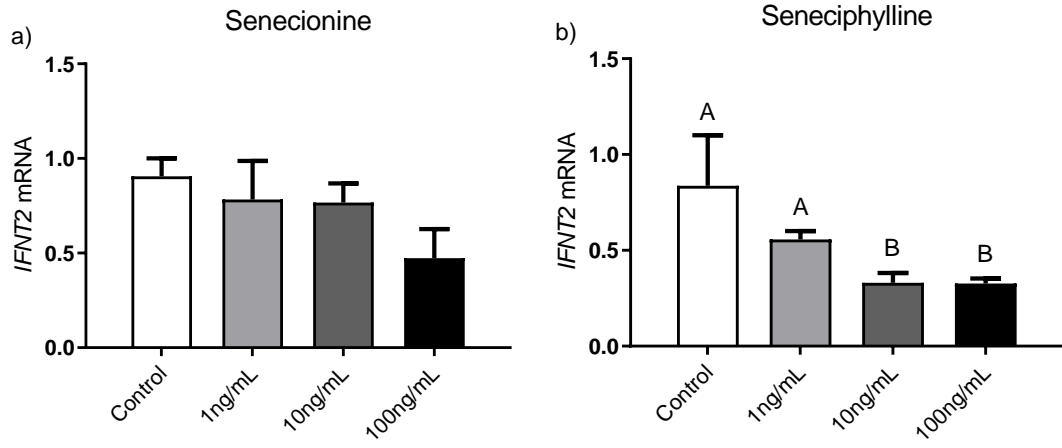 a)
Senecionine
IFNT2 mRNA
1.5
1.0
0.5
0.0
Control
1ng/mL
10ng/mL
100ng/mL
b)
Seneciphylline
IFNT2 mRNA
1.5
1.0
0.5
0.0
A
A
B
B
Control
1ng/mL
10ng/mL
100ng/mL